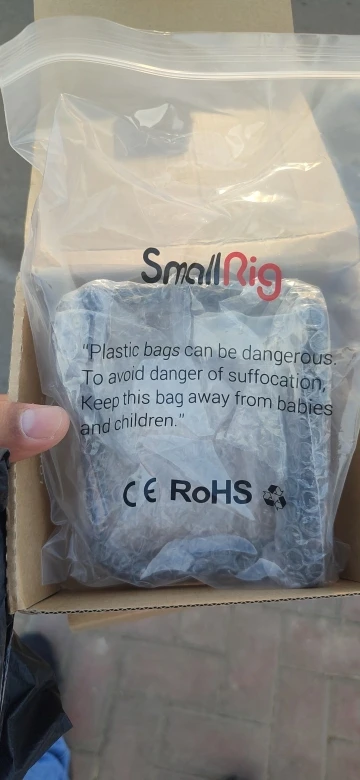 SmallRig
"Plastic bags can be dangerous.
To avoid danger of suffocation,
Keep this bag away from babies
and children."
CE RoHS